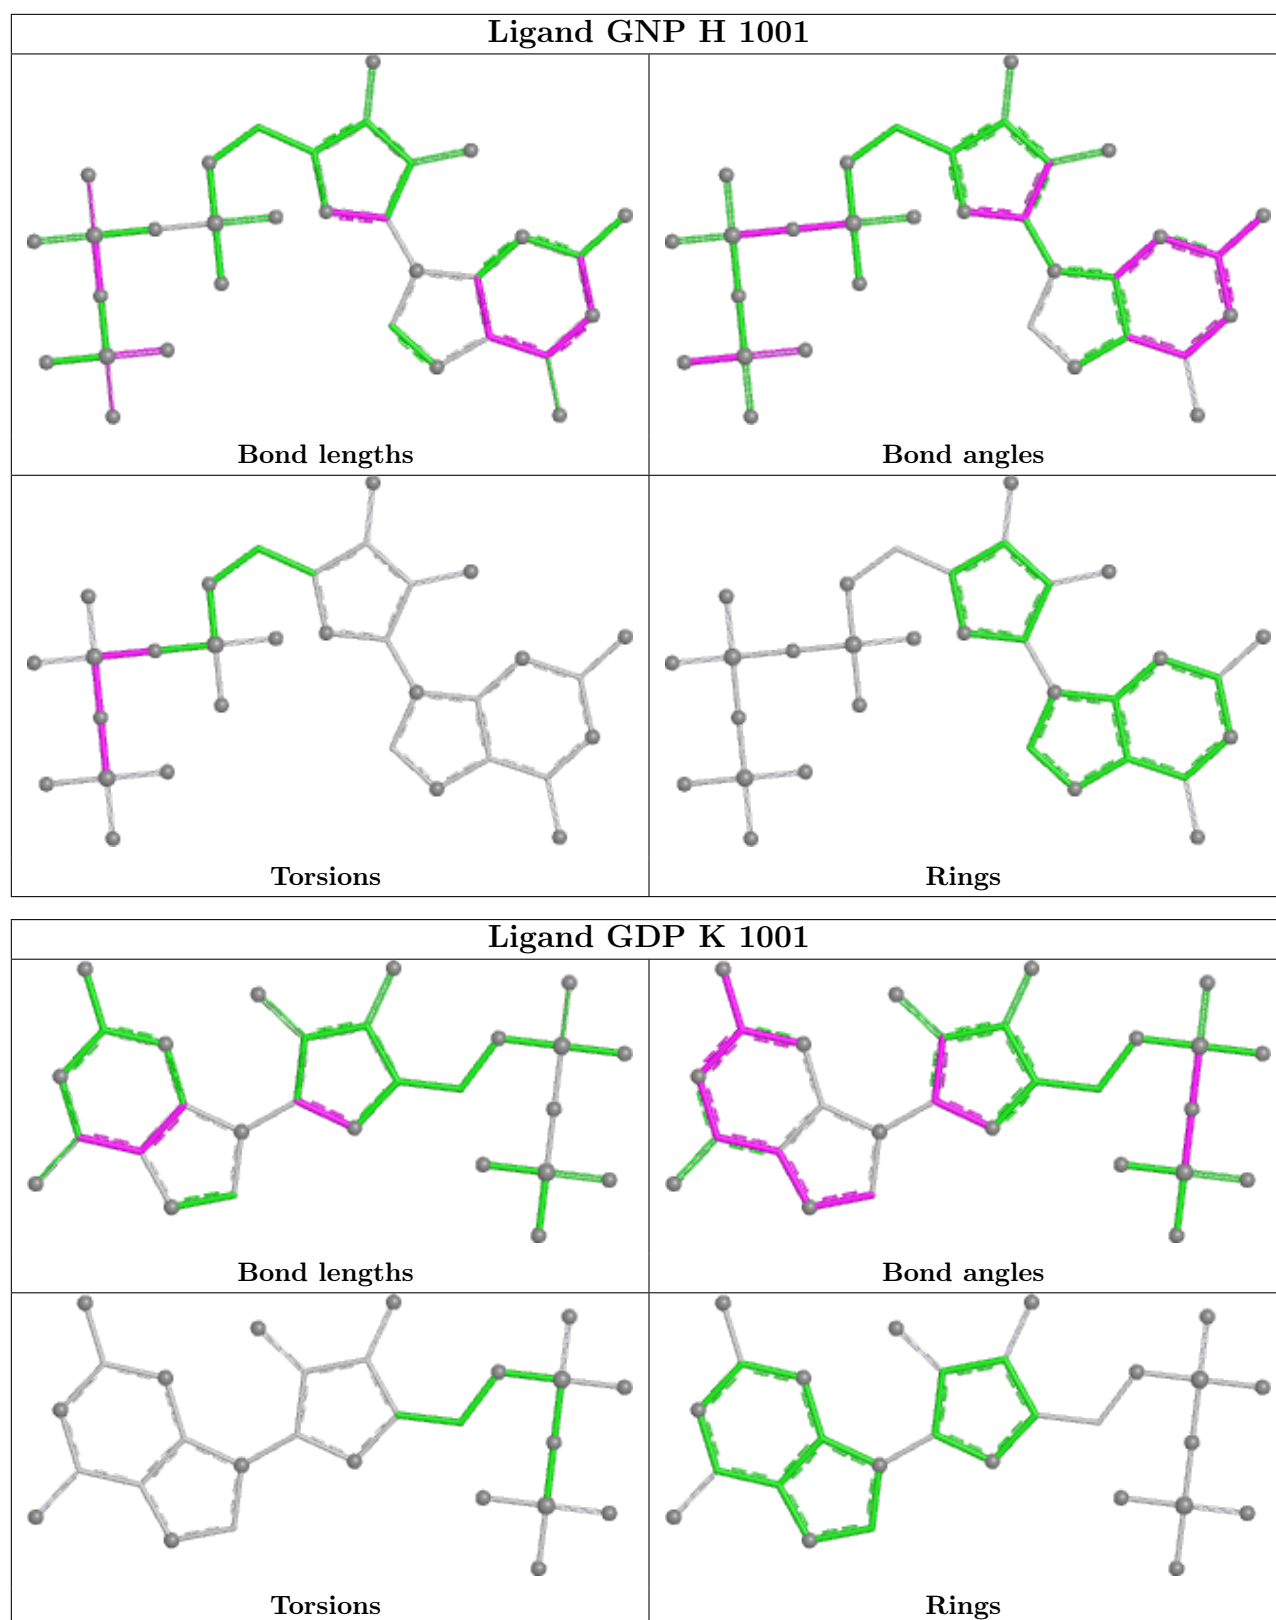 Ligand GNP H 1001
Bond lengths
Bond angles
Torsions
Rings
Ligand GDP K 1001
Bond lengths
Bond angles
Torsions
Rings